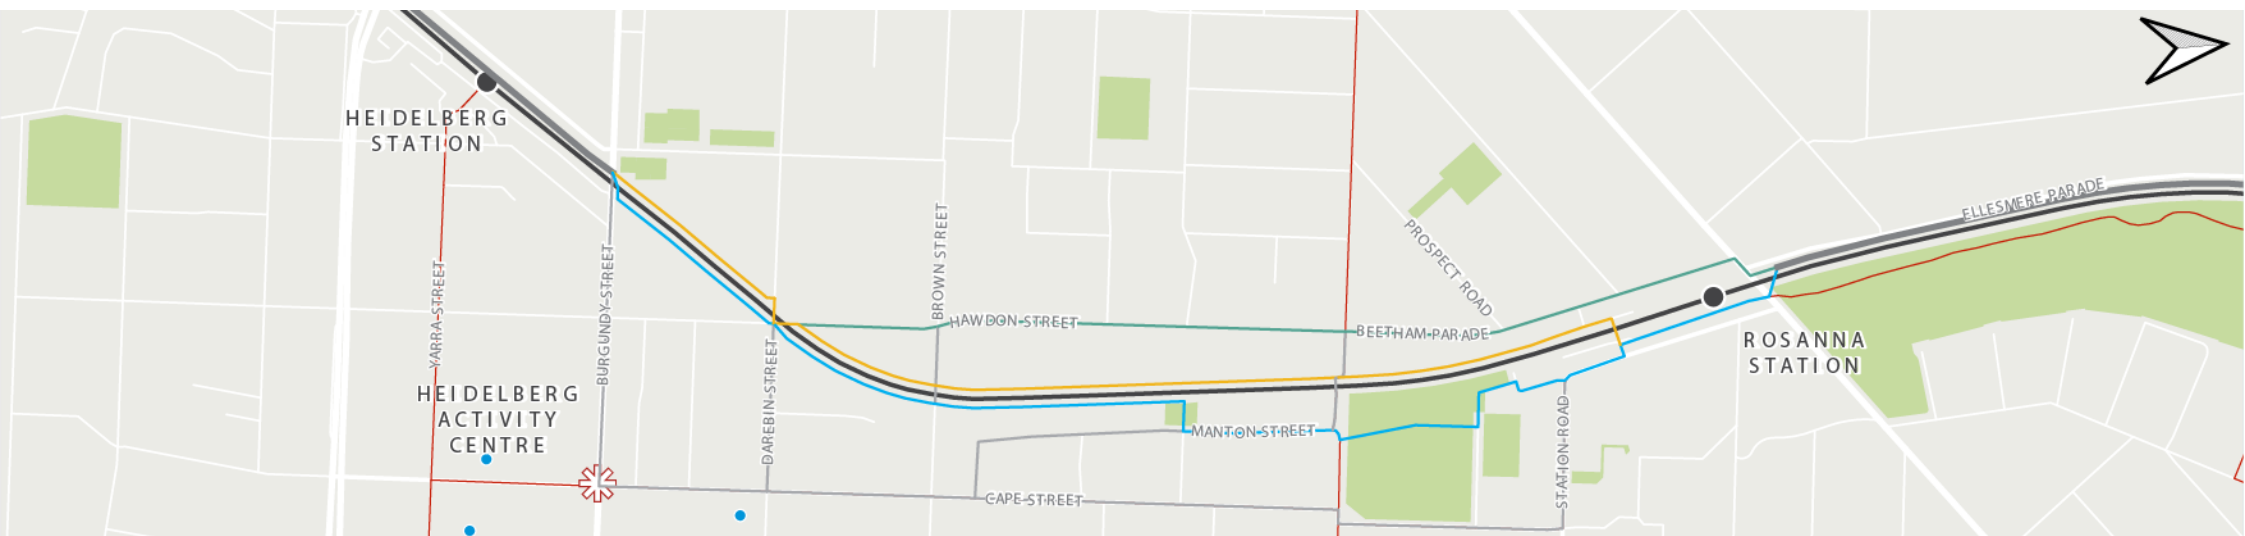 HEIDELBERG
STATION
YARRA STREET
BURGUNDY STREET
HEIDELBERG
ACTIVITY
CENTRE
DAREBIN STREET
BROWN STREET
HAWDON STREET
MANTON STREET
CAPE STREET
PROSPECT ROAD
BEETHAM PARADE
STATION ROAD
ROSANNA
STATION
ELLESMERE PARADE